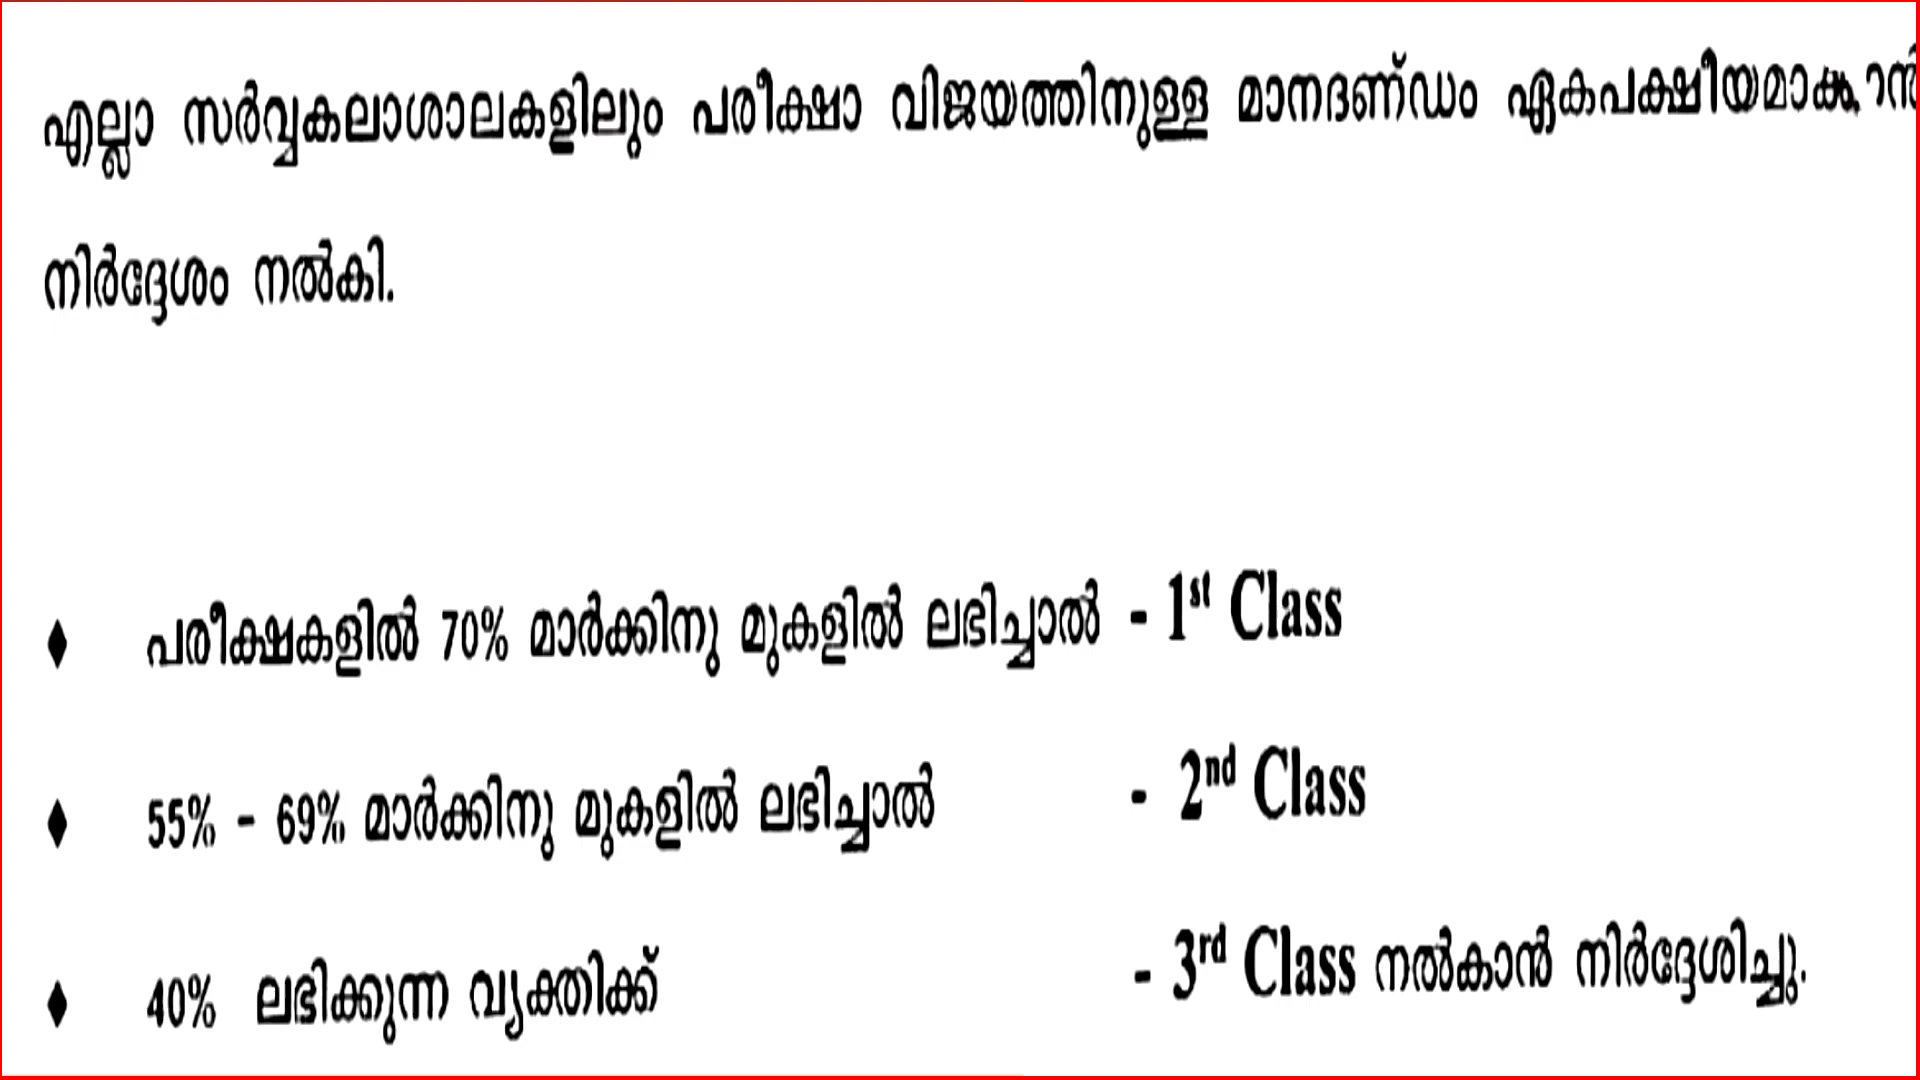 എല്ലാ സർവ്വകലാശാലകളിലും പരീക്ഷാ വിജയത്തിനുള്ള മാനദണ്ഡം ഏകപക്ഷീയമാക്കാൻ
നിർദ്ദേശം നൽകി.
♦ പരീക്ഷകളിൽ 70% മാർക്കിനു മുകളിൽ ലഭിച്ചാൽ - 1st Class
♦ 55% - 69% മാർക്കിനു മുകളിൽ ലഭിച്ചാൽ - 2nd Class
♦ 40% ലഭിക്കുന്ന വ്യക്തിക്ക് - 3rd Class നൽകാൻ നിർദ്ദേശിച്ചു.